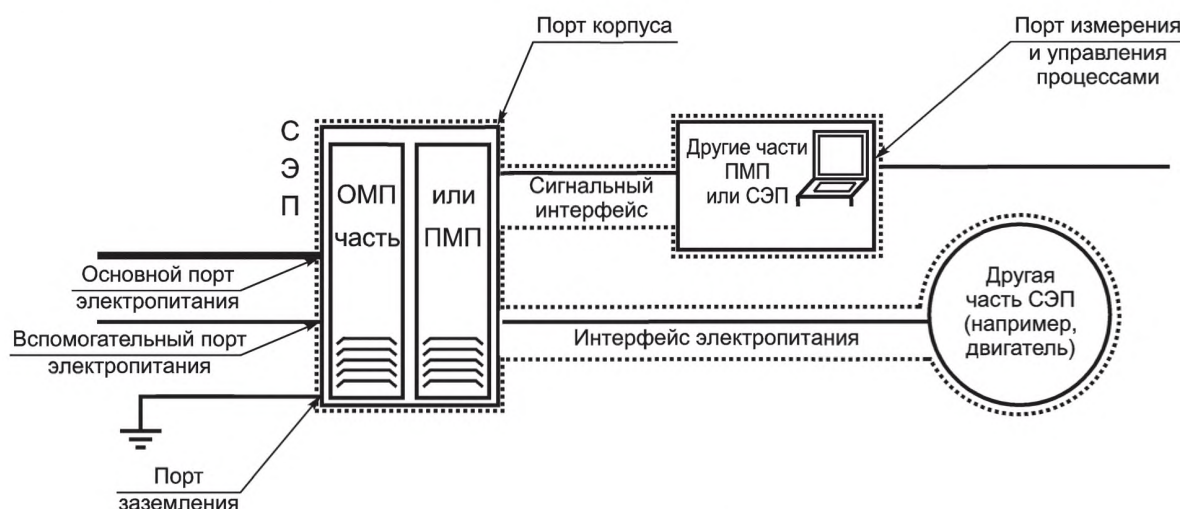 Порт корпуса
Порт измерения
и управления
процессами
С
Э
П
ОМП
часть
или
ПМП
Сигнальный
интерфейс
Другие части
ПМП
или СЭП
Основной порт
электропитания
Вспомогательный порт
электропитания
Интерфейс электропитания
Другая
часть СЭП
(например,
двигатель)
Порт
заземления